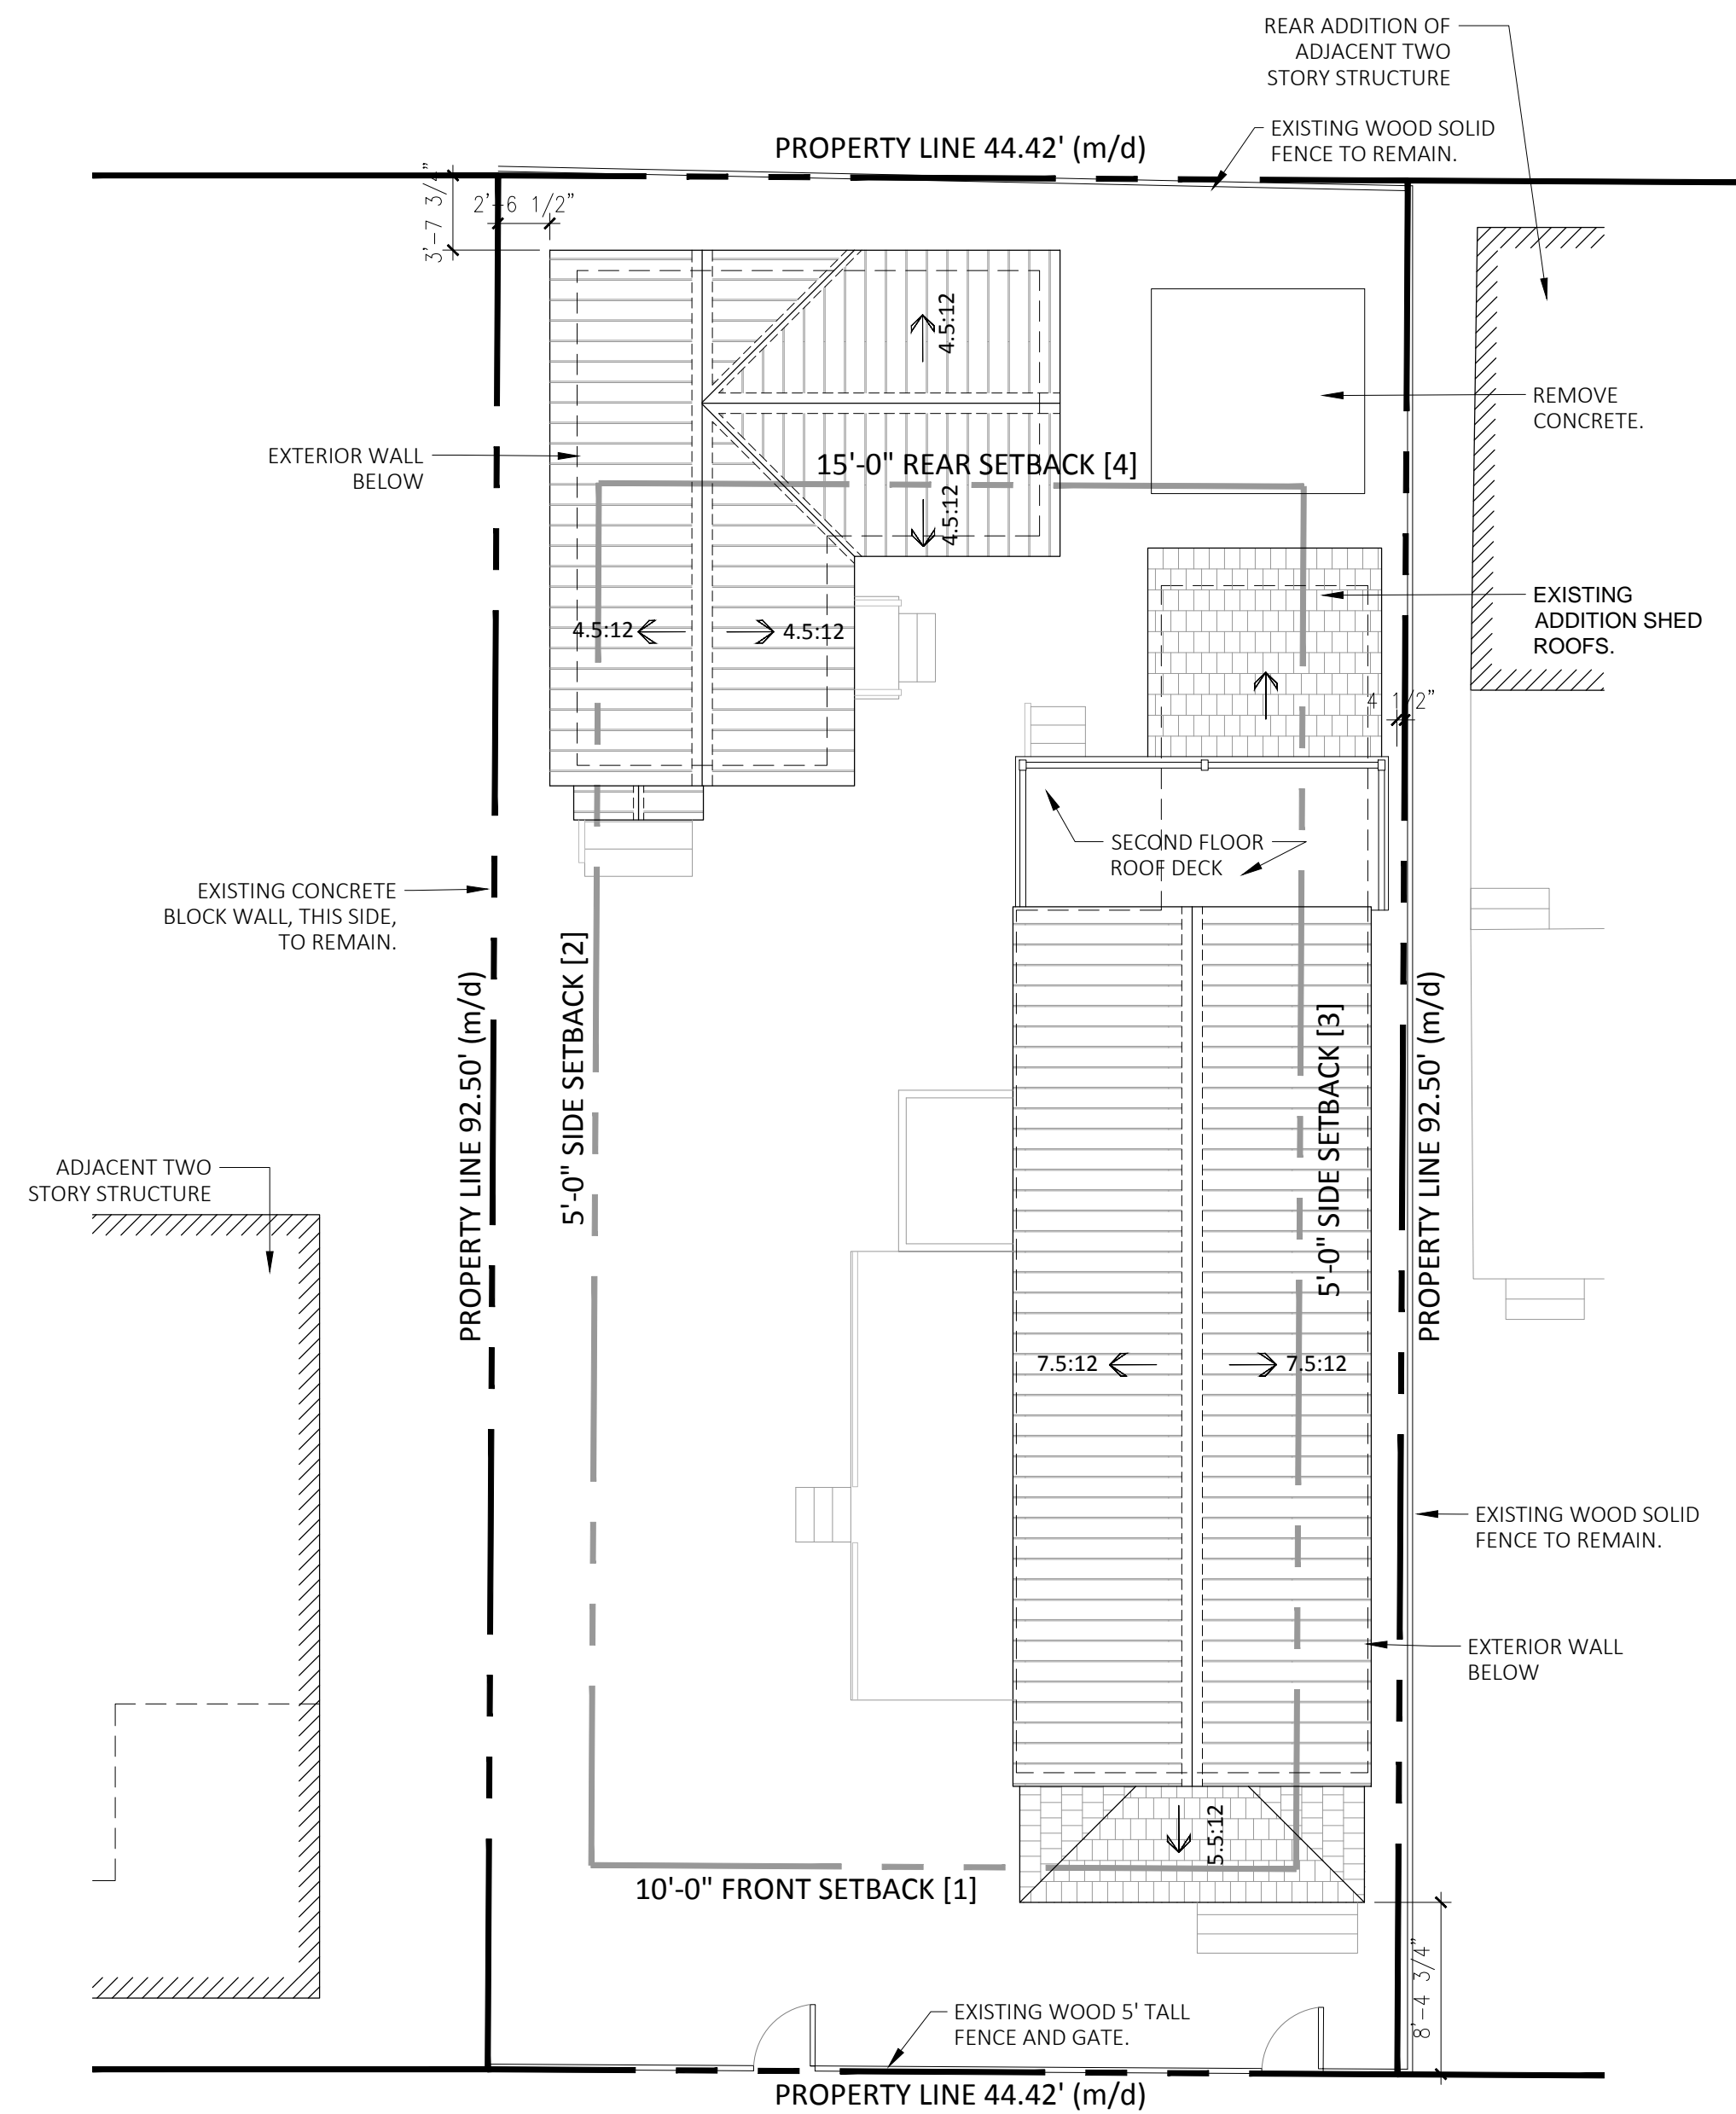 REAR ADDITION OF
ADJACENT TWO
STORY STRUCTURE
EXISTING WOOD SOLID
FENCE TO REMAIN.
PROPERTY LINE 44.42' (m/d)
3'-7 3/4"
2'-6 1/2"
4.5:12
REMOVE
CONCRETE.
EXTERIOR WALL
BELOW
15'-0" REAR SETBACK [4]
4.5:12
EXISTING
ADDITION SHED
ROOFS.
4.5:12
4.5:12
4 1/2"
SECOND FLOOR
ROOF DECK
EXISTING CONCRETE
BLOCK WALL, THIS SIDE,
TO REMAIN.
PROPERTY LINE 92.50' (m/d)
5'-0" SIDE SETBACK [2]
5'-0" SIDE SETBACK [3]
PROPERTY LINE 92.50' (m/d)
ADJACENT TWO
STORY STRUCTURE
7.5:12
7.5:12
EXISTING WOOD SOLID
FENCE TO REMAIN.
EXTERIOR WALL
BELOW
5.5:12
10'-0" FRONT SETBACK [1]
8'-4 3/4"
EXISTING WOOD 5' TALL
FENCE AND GATE.
PROPERTY LINE 44.42' (m/d)